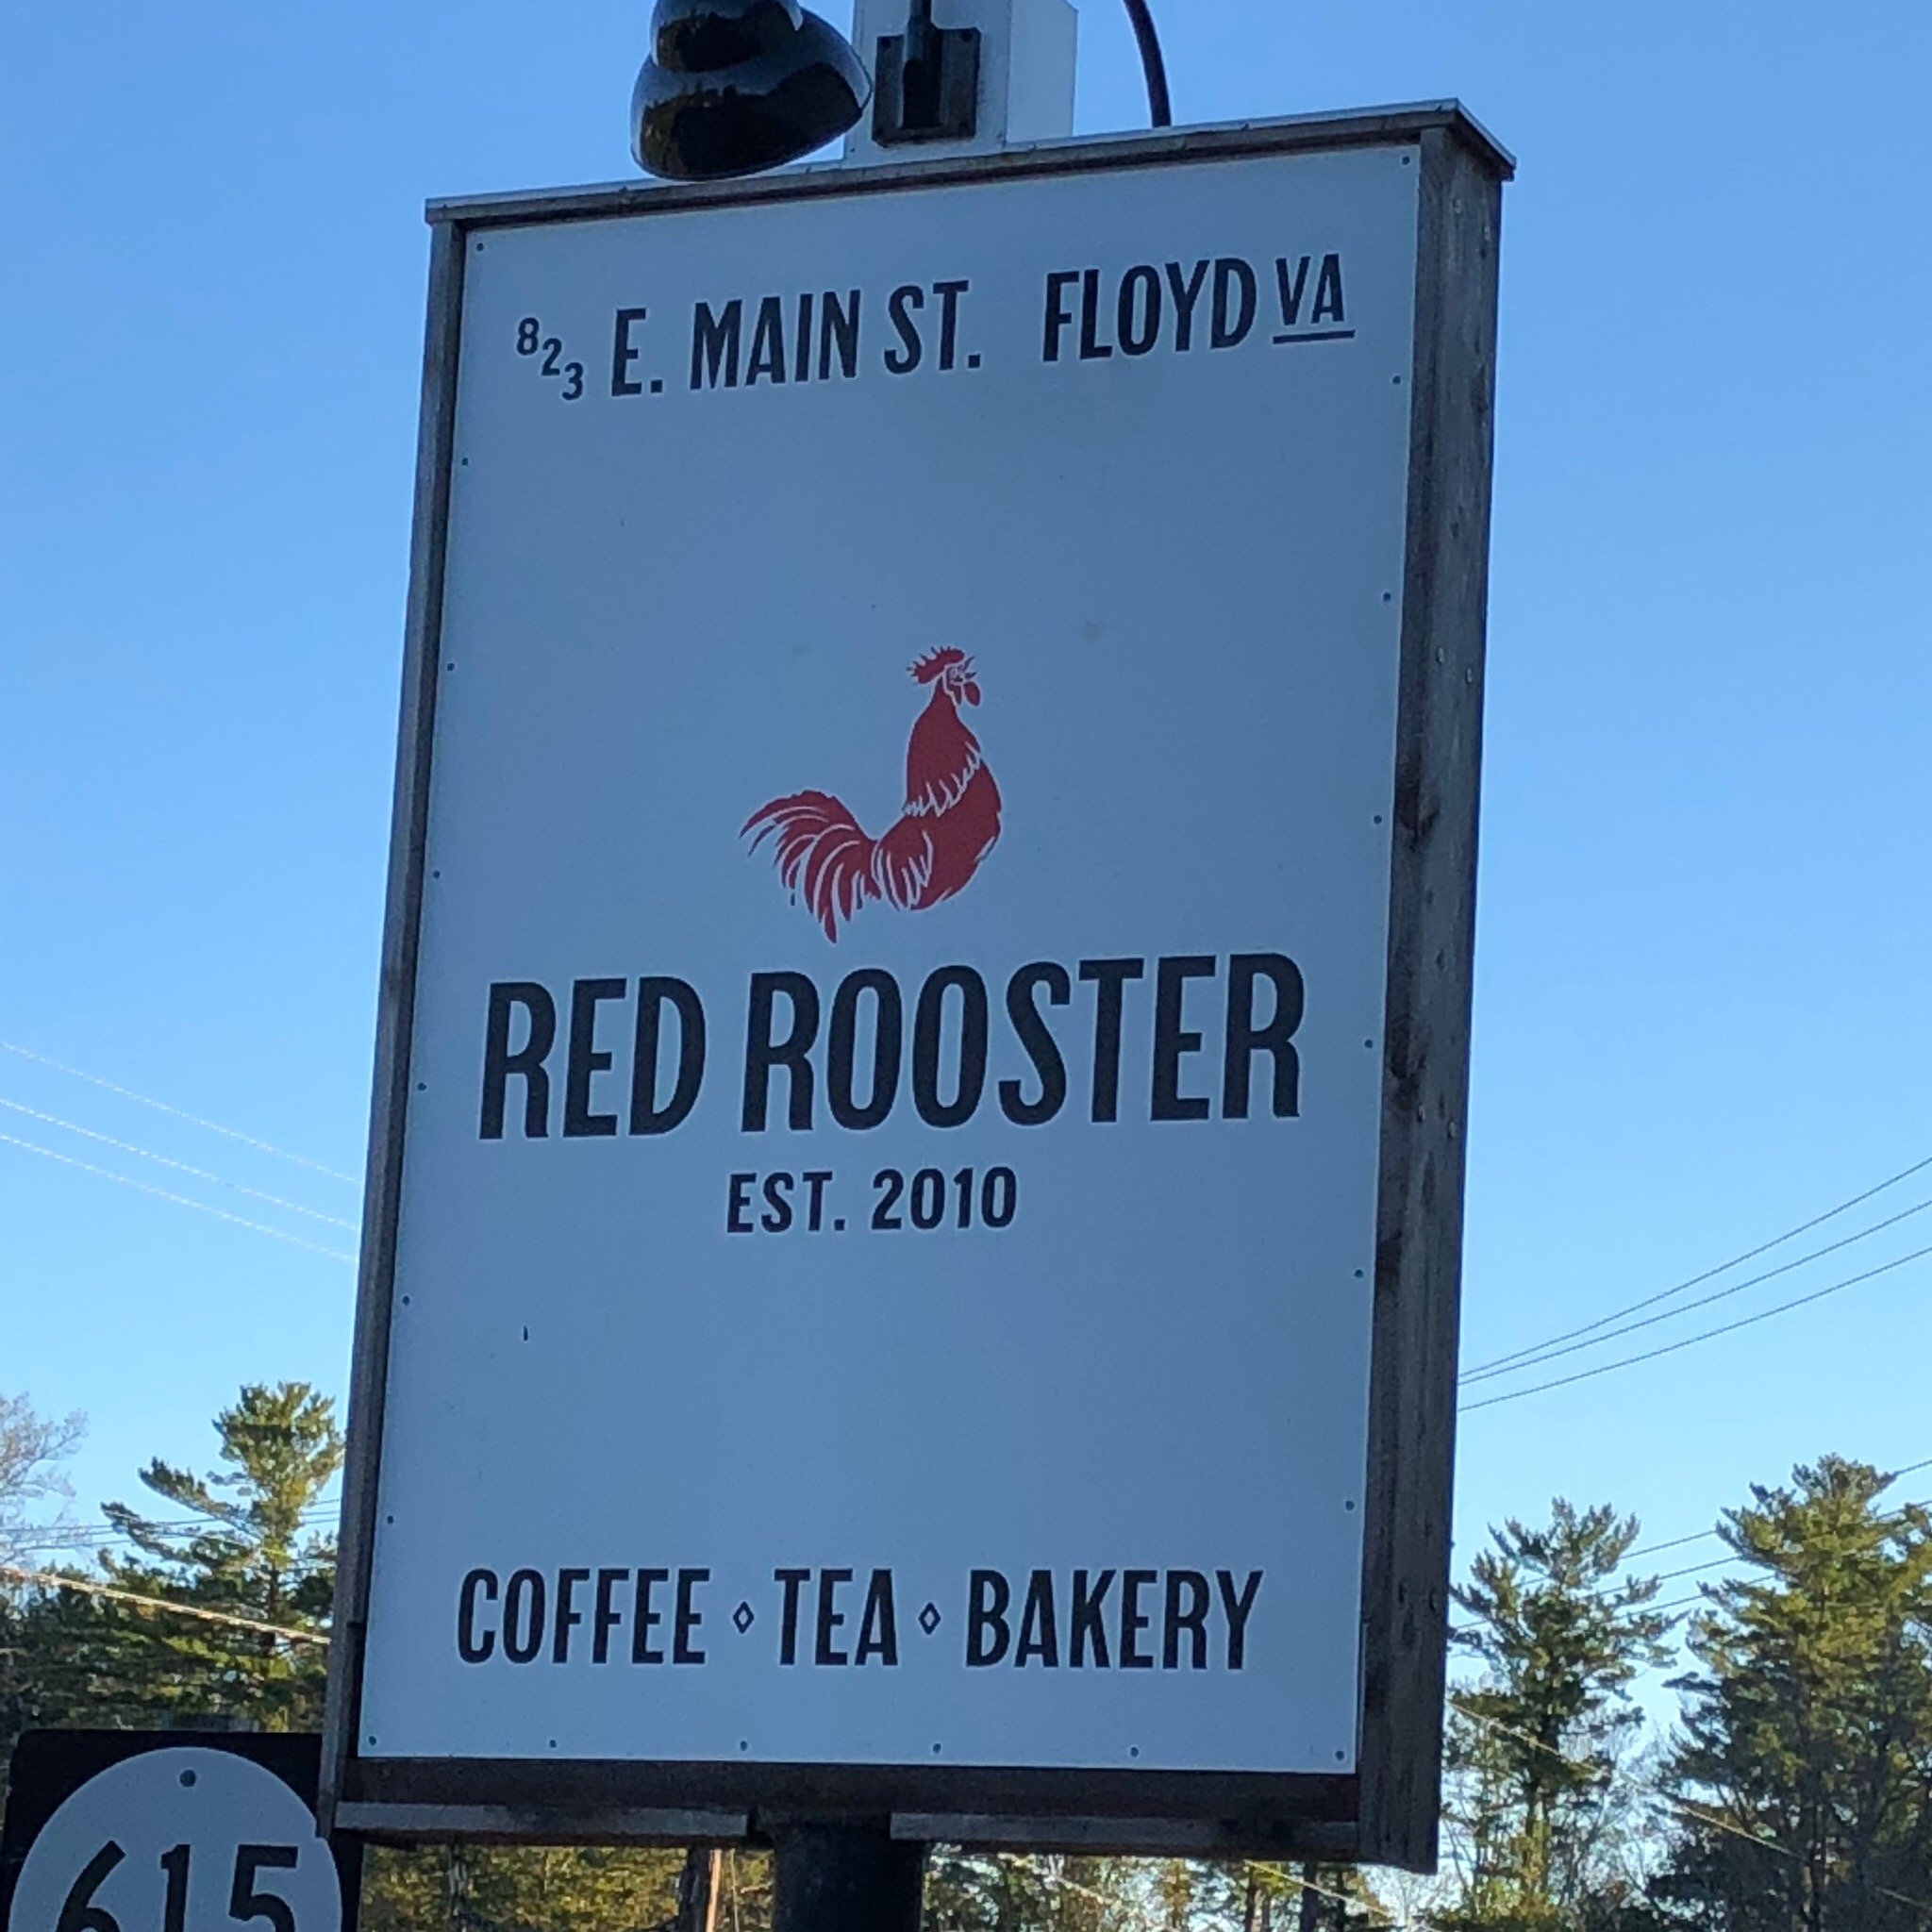 823 E. MAIN ST. FLOYD VA
RED ROOSTER
EST. 2010
COFFEE ◇ TEA ◇ BAKERY
615